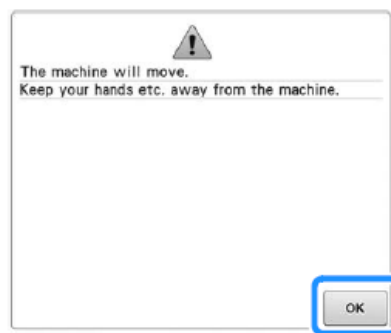 The machine will move.
Keep your hands etc. away from the machine.
OK